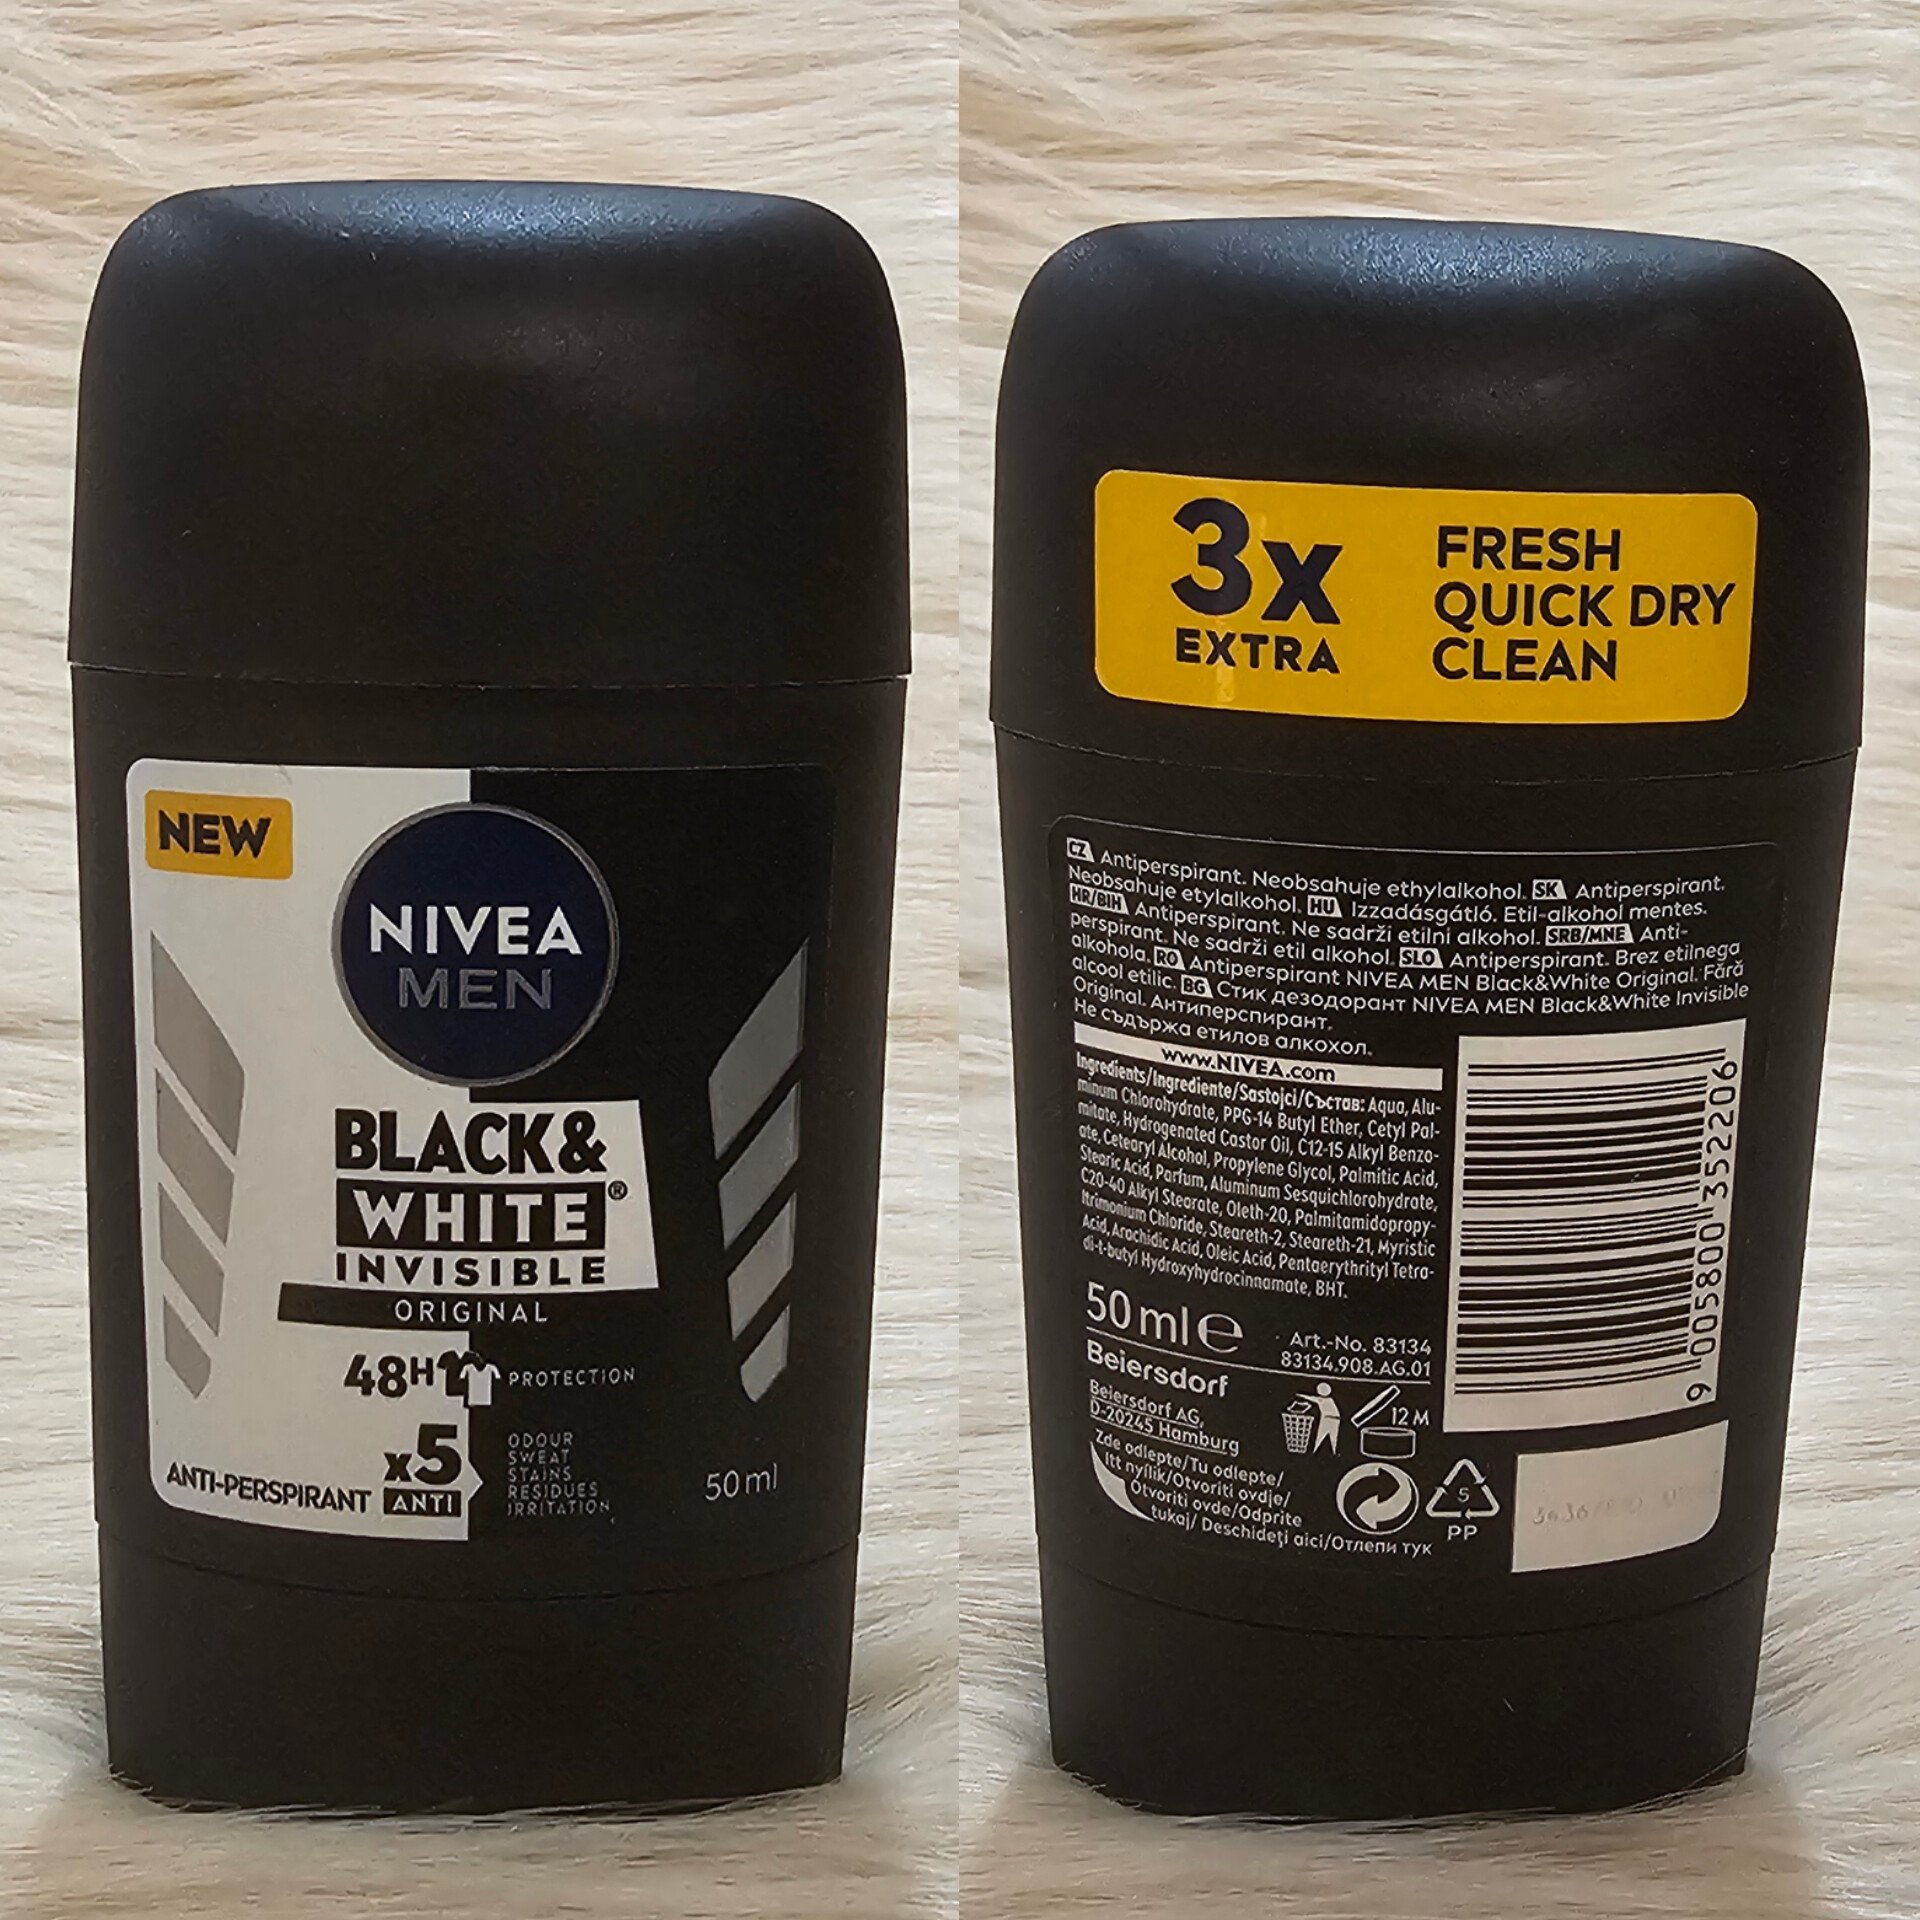 NEW
NIVEA
MEN
BLACK&
WHITE®
INVISIBLE
ORIGINAL
48H PROTECTION
x5
ANTI
ANTI-PERSPIRANT
ODOUR
SWEAT
STAINS
RESIDUES
IRRITATION
50 ml
3x
EXTRA
FRESH
QUICK DRY
CLEAN
CZ Antiperspirant. Neobsahuje ethylalkohol. SK Antiperspirant.
Neobsahuje etylalkohol. HU Izzadásgátló. Etil-alkohol mentes.
HR/BIH Antiperspirant. Ne sadrži etilni alkohol. SRB/MNE Anti-
perspirant. Ne sadrži etil alkohol. SLO Antiperspirant. Brez etilnega
alkohola. RO Antiperspirant NIVEA MEN Black&White Original. Fără
alcool etilic. BG Стик дезодорант NIVEA MEN Black&White Invisible
Original. Антиперспирант.
Не съдържа етилов алкохол.
www.NIVEA.com
Ingredients/Ingrediente/Sastojci/Състав: Aqua, Alu-
minum Chlorohydrate, PPG-14 Butyl Ether, Cetyl Pal-
mitate, Hydrogenated Castor Oil, C12-15 Alkyl Benzo-
ate, Cetearyl Alcohol, Propylene Glycol, Palmitic Acid,
Stearic Acid, Parfum, Aluminum Sesquichlorohydrate,
C20-40 Alkyl Stearate, Oleth-20, Palmitamidopropy-
ltrimonium Chloride, Steareth-2, Steareth-21, Myristic
Acid, Arachidic Acid, Oleic Acid, Pentaerythrityl Tetra-
di-t-butyl Hydroxyhydrocinnamate, BHT.
50 ml e
Art.-No. 83134
83134.908.AG.01
Beiersdorf
Beiersdorf AG,
D-20245 Hamburg
12 M
Zde odlepte/Tu odlepte/
Itt nyílik/Otvoriti ovdje/
Otvoriti ovde/Odprite
tukaj/ Deschideţi aici/Отлепи тук
5
PP
9 005800 352206